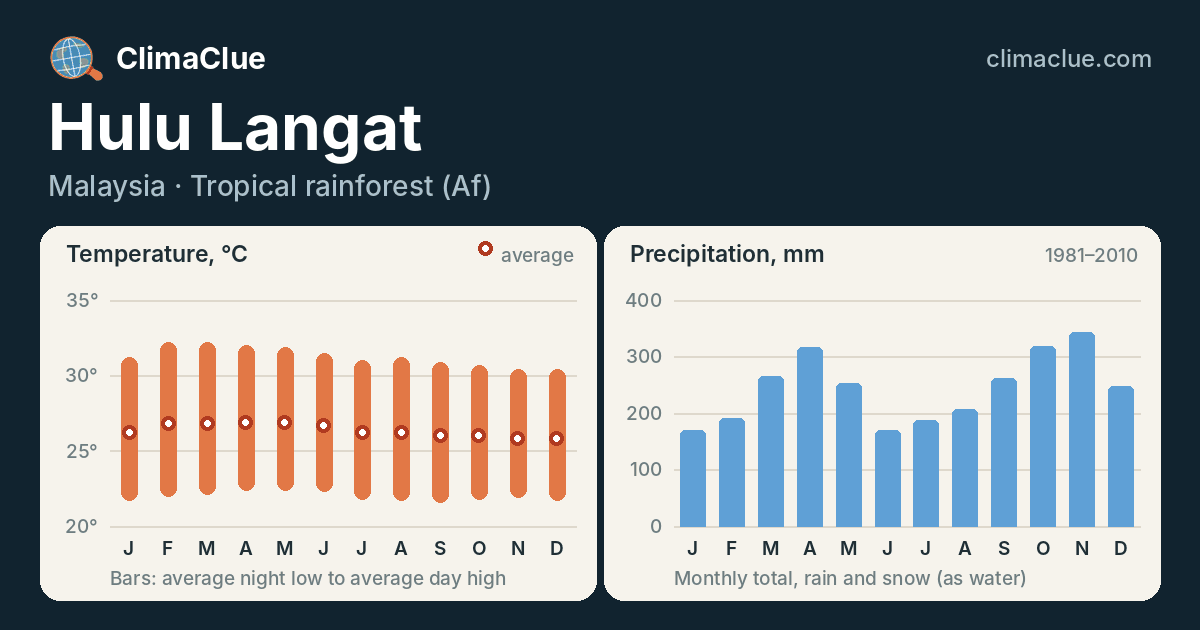 ClimaClue
climaclue.com
Hulu Langat
Malaysia · Tropical rainforest (Af)
Temperature, °C
average
35°
30°
25°
20°
J F M A M J J A S O N D
Bars: average night low to average day high
Precipitation, mm
1981–2010
400
300
200
100
0
J F M A M J J A S O N D
Monthly total, rain and snow (as water)